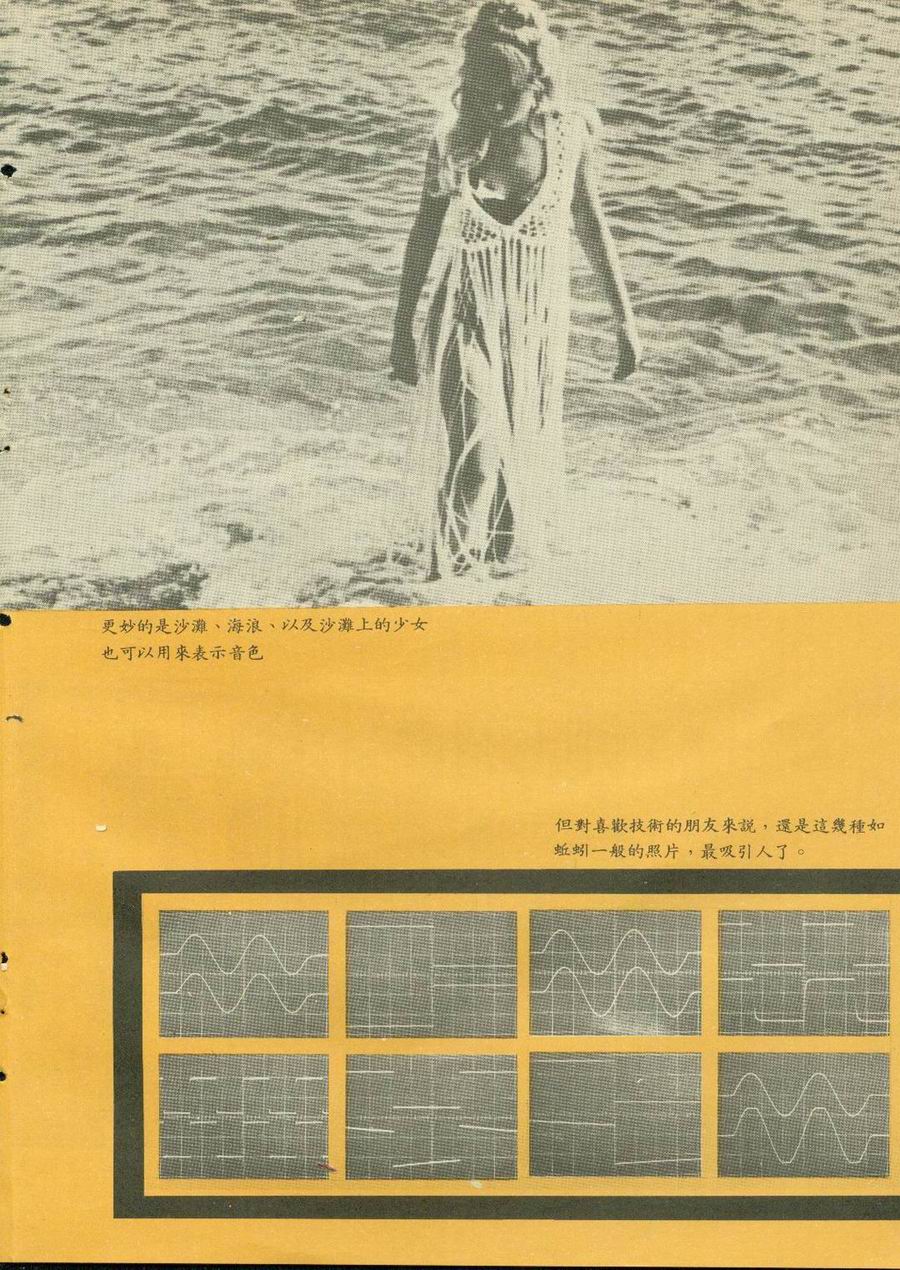 更妙的是沙灘、海浪、以及沙灘上的少女
也可以用來表示音色
但對喜歡技術的朋友來説，還是這幾種如
蚯蚓一般的照片，最吸引人了。